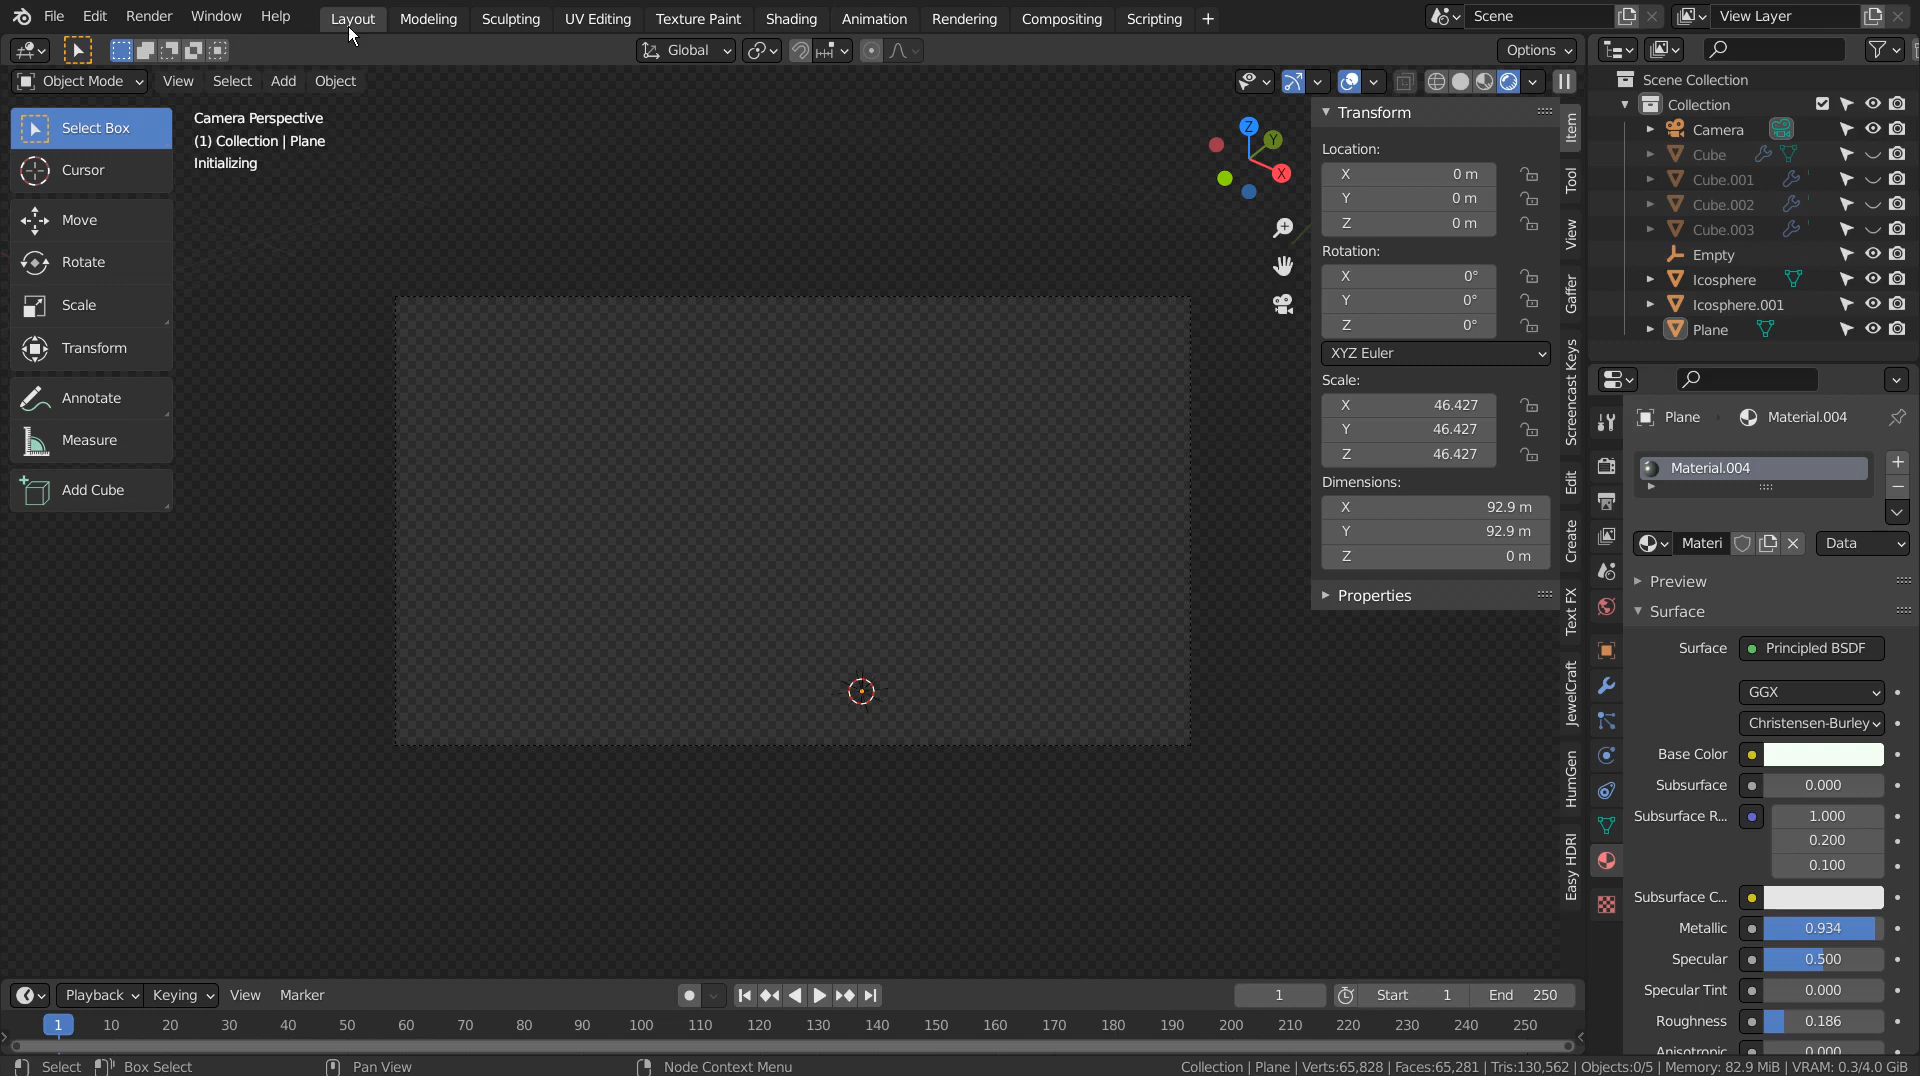 File Edit Render Window Help Layout Modeling Sculpting UV Editing Texture Paint Shading Animation Rendering Compositing Scripting + Scene View Layer
Global Options
Object Mode View Select Add Object
Camera Perspective
(1) Collection | Plane
Initializing
Select Box
Cursor
Move
Rotate
Scale
Transform
Annotate
Measure
Add Cube
Z
Y
X
Transform
Location:
X 0 m
Y 0 m
Z 0 m
Rotation:
X 0°
Y 0°
Z 0°
XYZ Euler
Scale:
X 46.427
Y 46.427
Z 46.427
Dimensions:
X 92.9 m
Y 92.9 m
Z 0 m
Properties
Item
Tool
View
Gaffer
Screencast Keys
Edit
Create
Text FX
JewelCraft
HumGen
Easy HDRI
Scene Collection
Collection
Camera
Cube
Cube.001
Cube.002
Cube.003
Empty
Icosphere
Icosphere.001
Plane
Plane Material.004
Material.004
Materi Data
Preview
Surface
Surface Principled BSDF
GGX
Christensen-Burley
Base Color
Subsurface 0.000
Subsurface R... 1.000
0.200
0.100
Subsurface C...
Metallic 0.934
Specular 0.500
Specular Tint 0.000
Roughness 0.186
Anisotropic 0.000
Playback Keying View Marker 1 Start 1 End 250
1 10 20 30 40 50 60 70 80 90 100 110 120 130 140 150 160 170 180 190 200 210 220 230 240 250
Select Box Select Pan View Node Context Menu Collection | Plane | Verts:65,828 | Faces:65,281 | Tris:130,562 | Objects:0/5 | Memory: 82.9 MiB | VRAM: 0.3/4.0 GiB